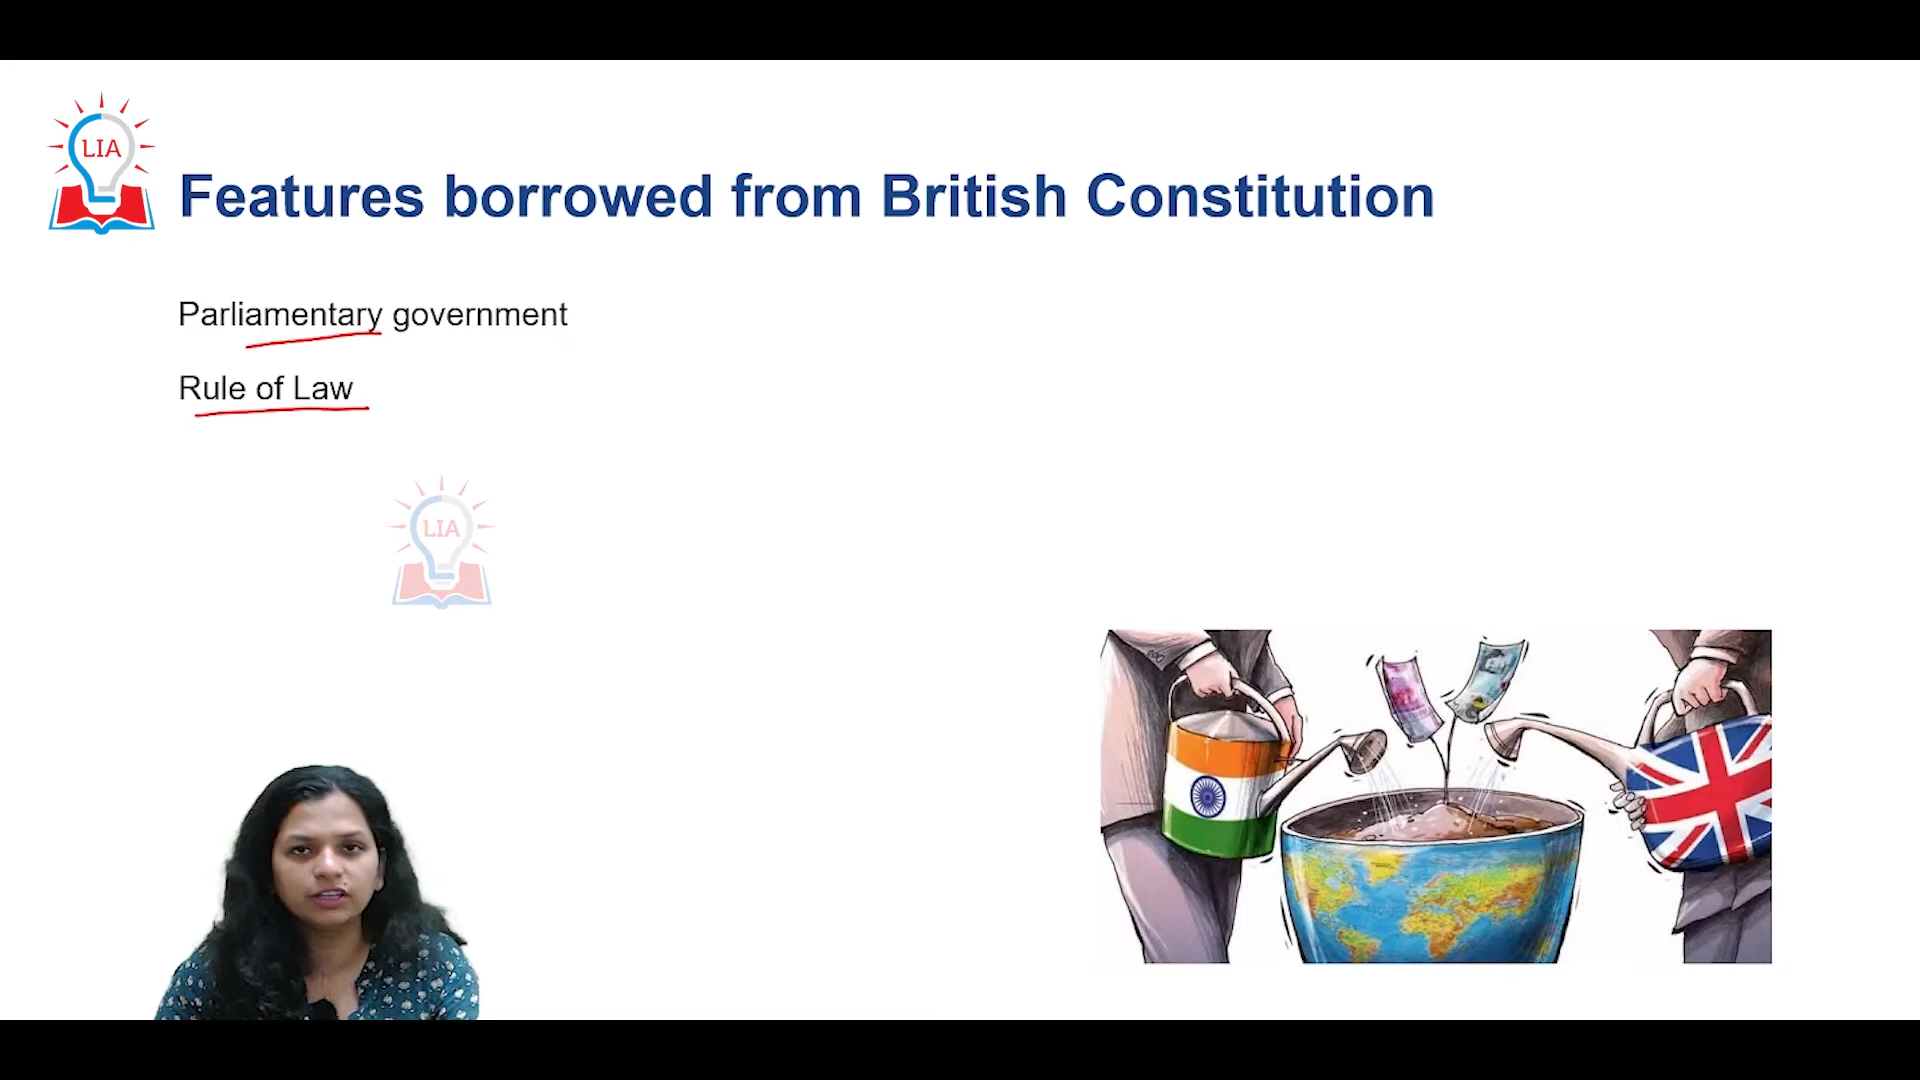 LIA
Features borrowed from British Constitution
Parliamentary government
Rule of Law
LIA